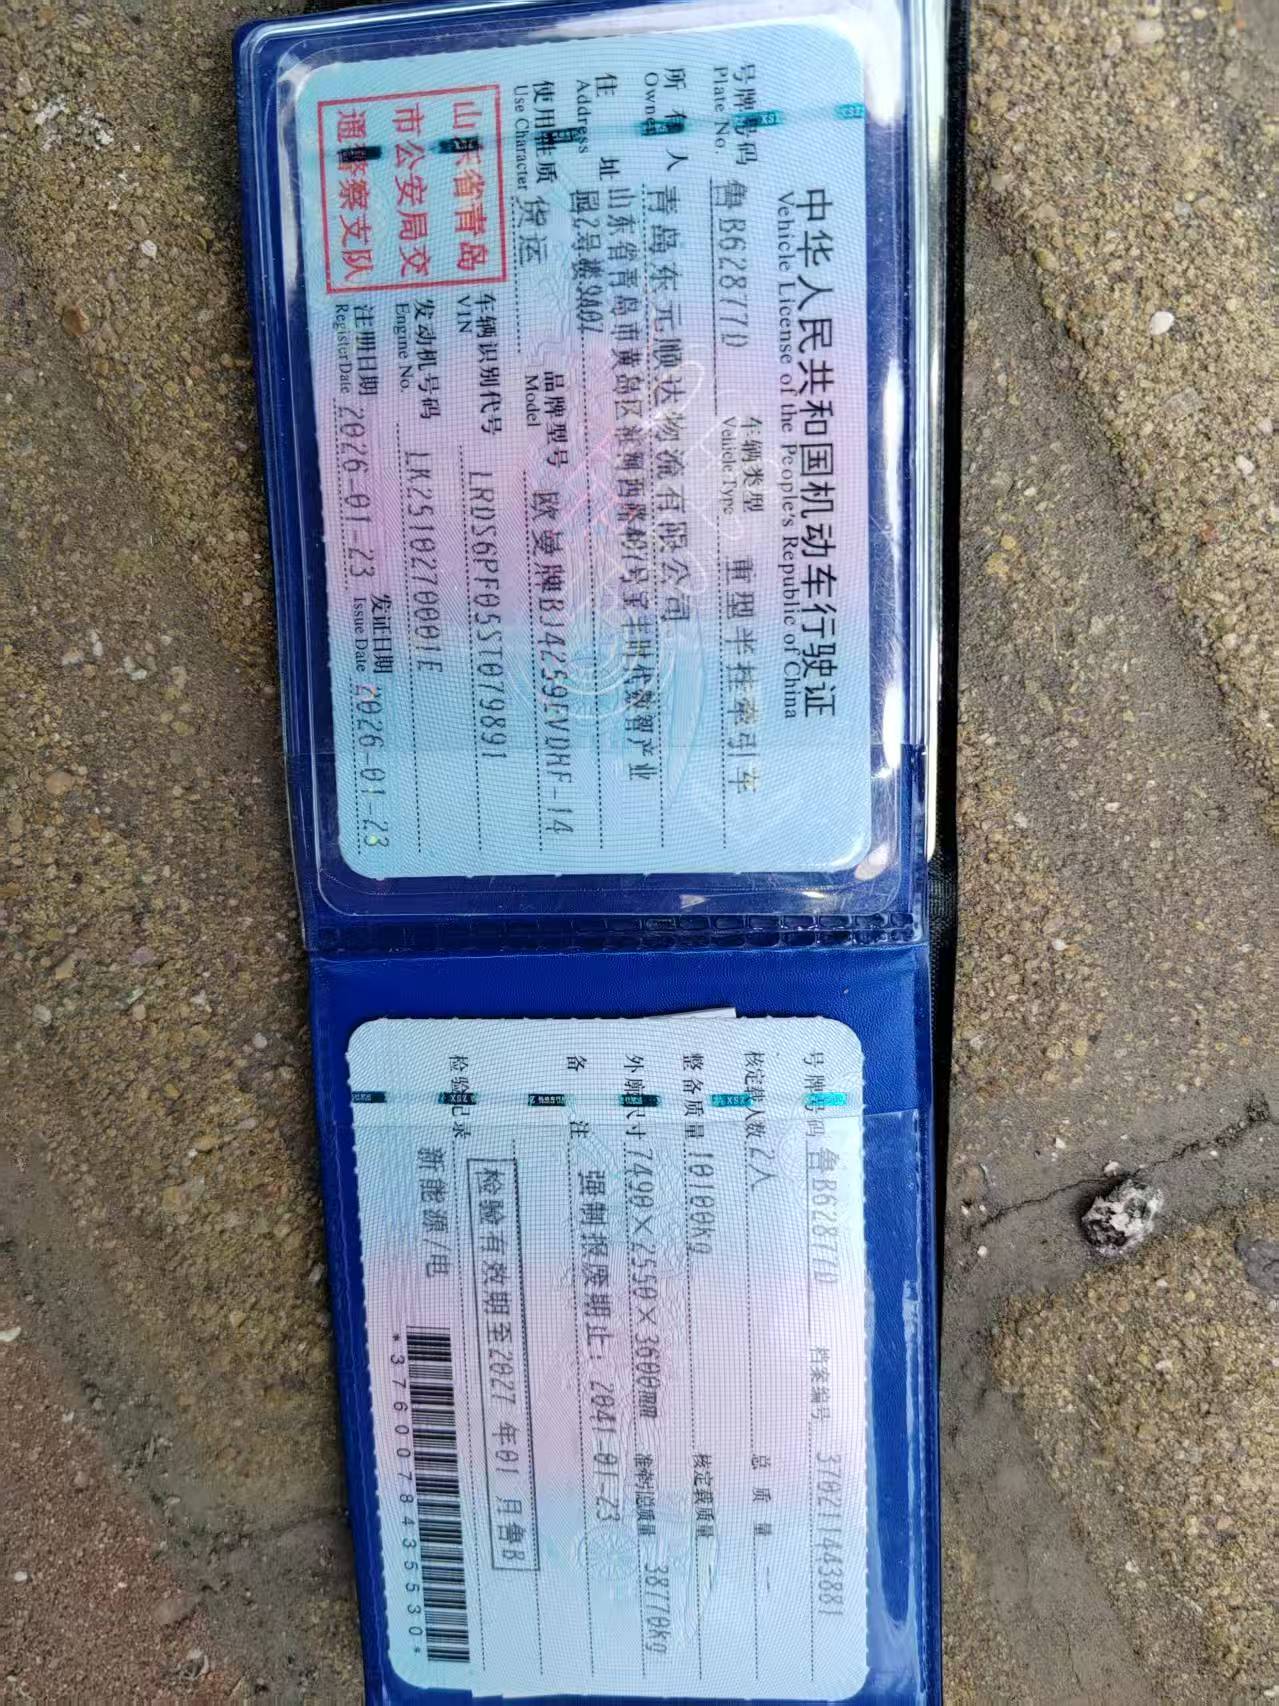 中华人民共和国机动车行驶证
Vehicle License of the People's Republic of China
号牌号码 鲁B62877D 车辆类型 重型半挂牵引车
Plate No. Vehicle Type
所有人 青岛东元顺达物流有限公司
Owner
住址 山东省青岛市黄岛区
Address 数智产业
园2号楼
使用性质 货运 品牌型号 欧曼牌BJ4259EVDHF-14
Use Character Model
山东省青岛
市公安局交
通警察支队
车辆识别代号 LRDS6PF05ST079891
VIN
发动机号码 LK2510270001E
Engine No.
注册日期 2026-01-23 发证日期 2026-01-23
Register Date Issue Date
号牌号码 鲁B62877D 档案编号 370211443881
核定载人数 2人 总质量 --
整备质量 10100kg 核定载质量 --
外廓尺寸 7490×2550×3600mm 准牵引总质量 38770kg
备注 强制报废期止:2041-01-23
检验有效期至2027年01月鲁B
检验记录
新能源/电
*3760078435530*